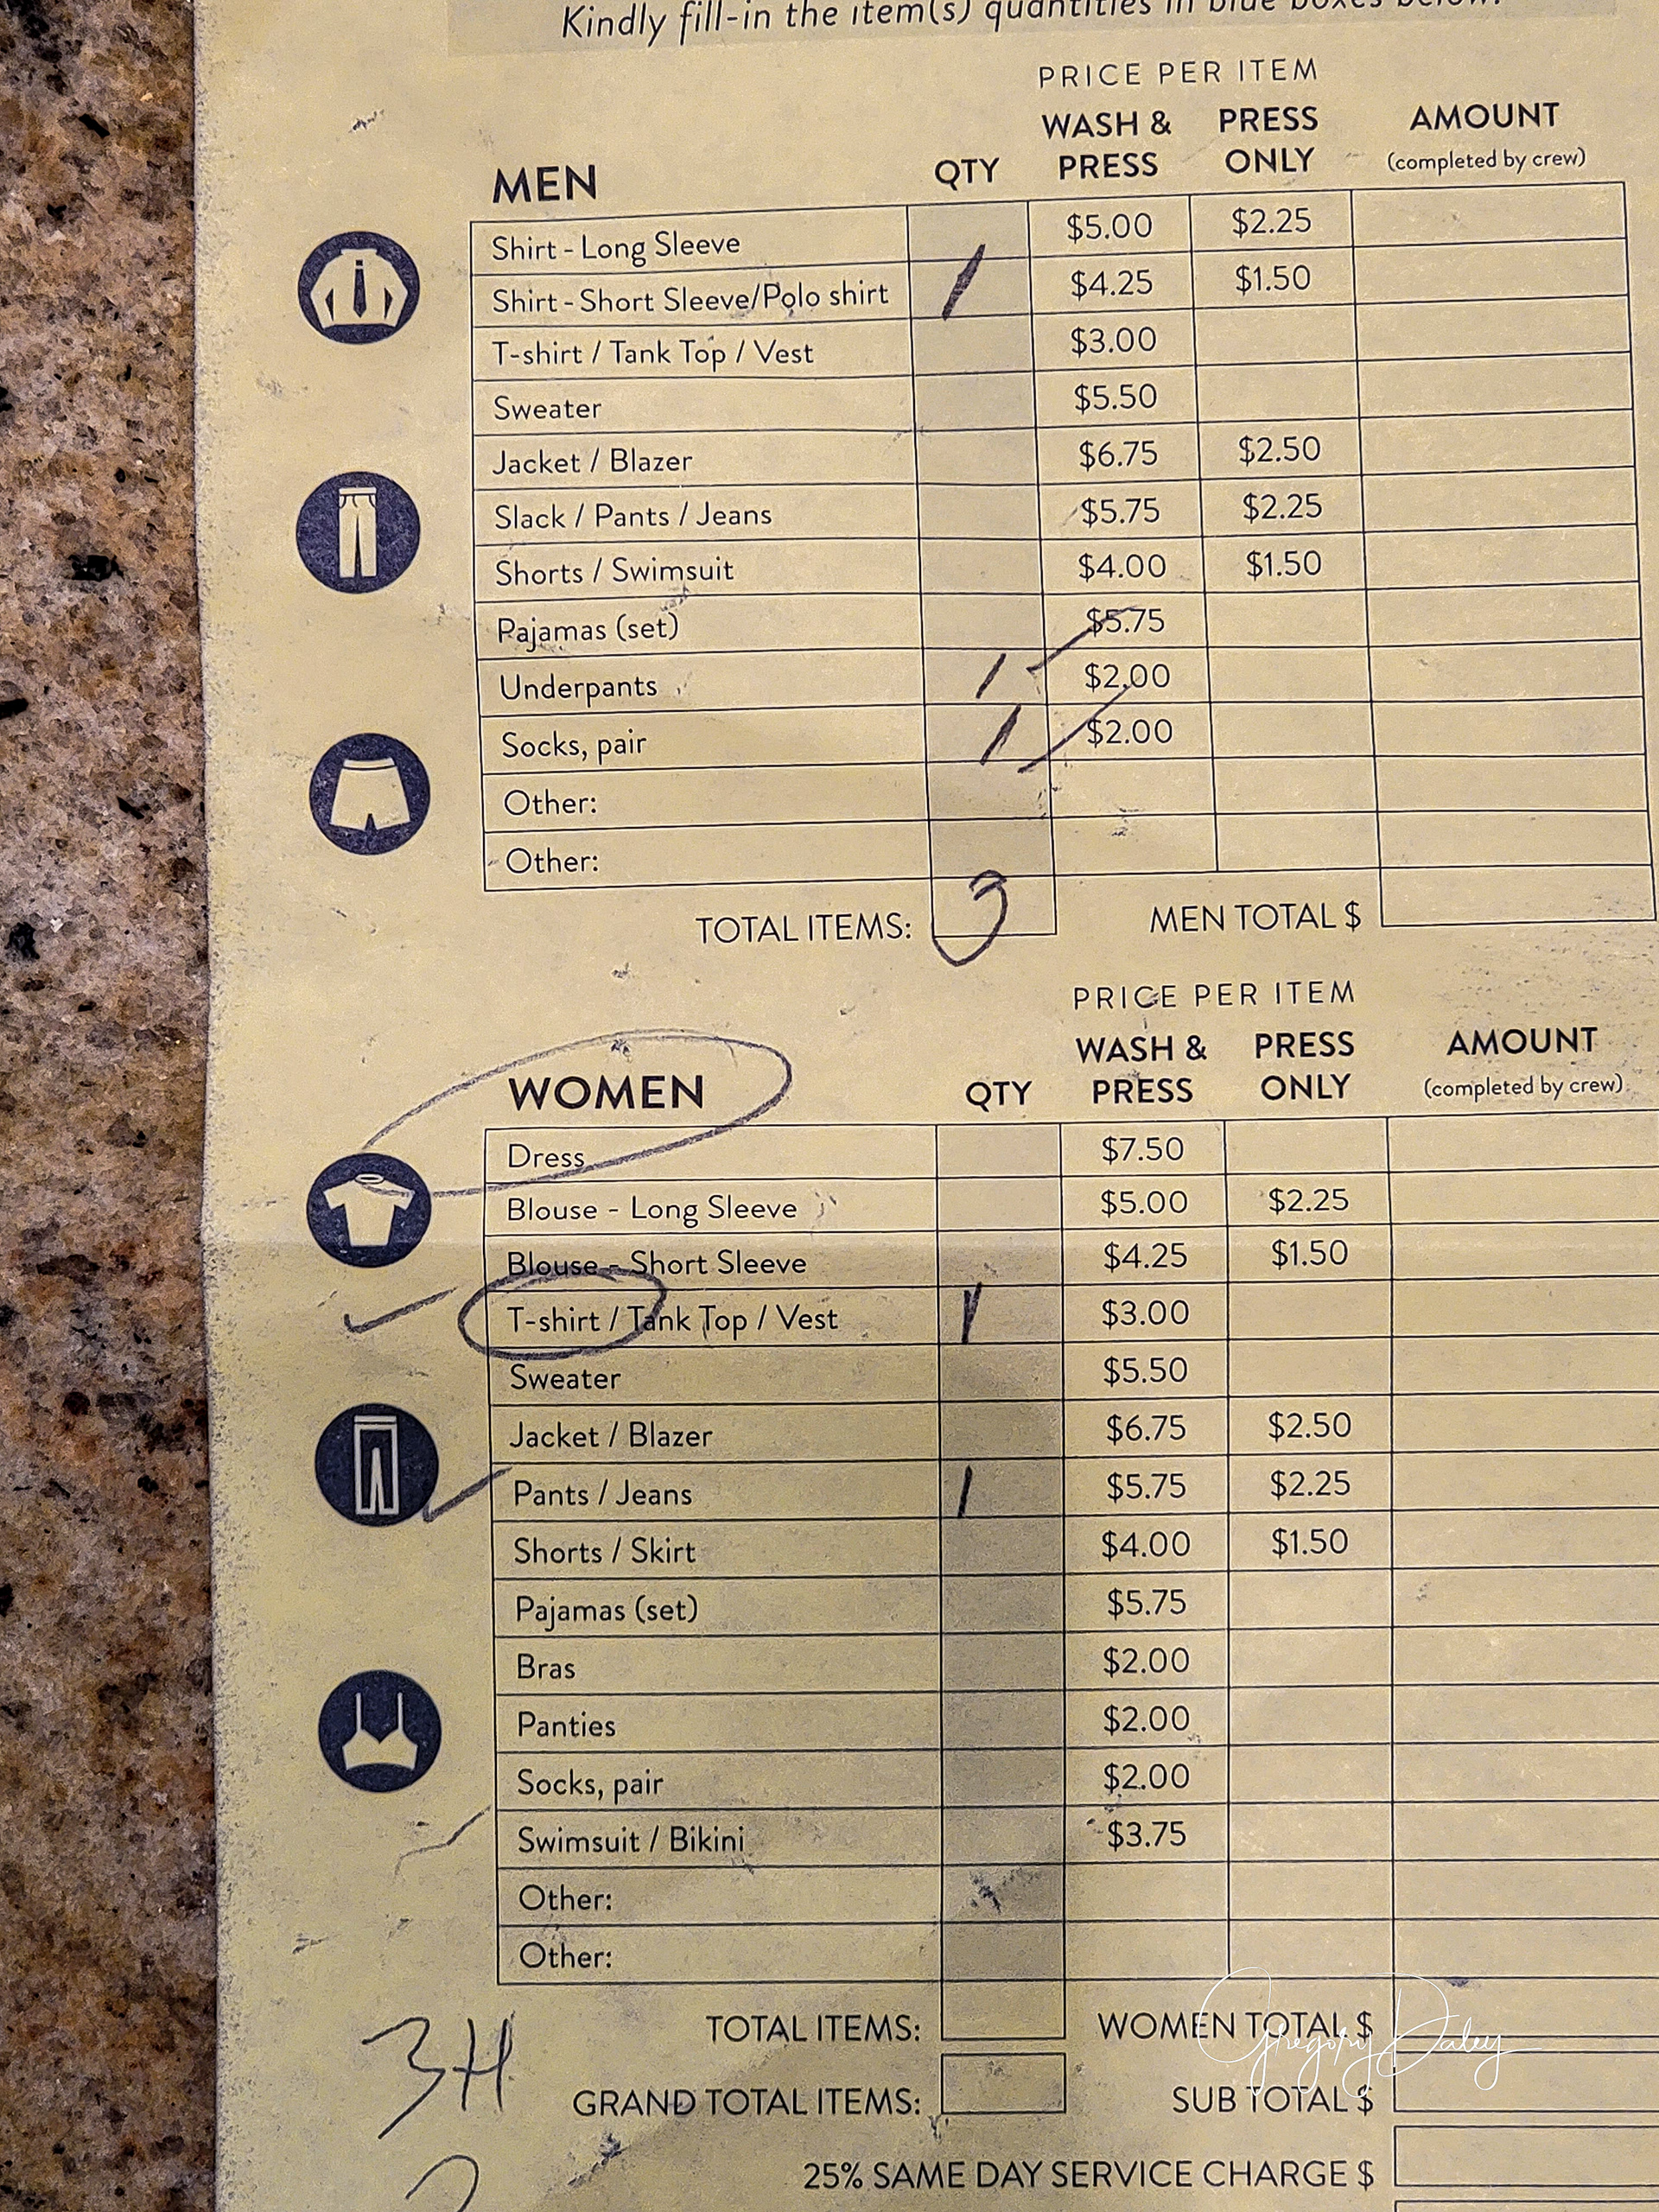 Kindly fill-in the item(s) quantities in blue boxes below.
PRICE PER ITEM
MEN QTY WASH & PRESS PRESS ONLY AMOUNT (completed by crew)
Shirt - Long Sleeve $5.00 $2.25
Shirt - Short Sleeve/Polo shirt 1 $4.25 $1.50
T-shirt / Tank Top / Vest $3.00
Sweater $5.50
Jacket / Blazer $6.75 $2.50
Slack / Pants / Jeans $5.75 $2.25
Shorts / Swimsuit $4.00 $1.50
Pajamas (set) $5.75
Underpants 1 $2.00
Socks, pair 1 $2.00
Other:
Other:
TOTAL ITEMS: 3 MEN TOTAL $
PRICE PER ITEM
WOMEN QTY WASH & PRESS PRESS ONLY AMOUNT (completed by crew)
Dress $7.50
Blouse - Long Sleeve $5.00 $2.25
Blouse - Short Sleeve $4.25 $1.50
T-shirt / Tank Top / Vest 1 $3.00
Sweater $5.50
Jacket / Blazer $6.75 $2.50
Pants / Jeans 1 $5.75 $2.25
Shorts / Skirt $4.00 $1.50
Pajamas (set) $5.75
Bras $2.00
Panties $2.00
Socks, pair $2.00
Swimsuit / Bikini $3.75
Other:
Other:
TOTAL ITEMS: WOMEN TOTAL $
Gregory Daley
3H
GRAND TOTAL ITEMS: SUB TOTAL $
25% SAME DAY SERVICE CHARGE $